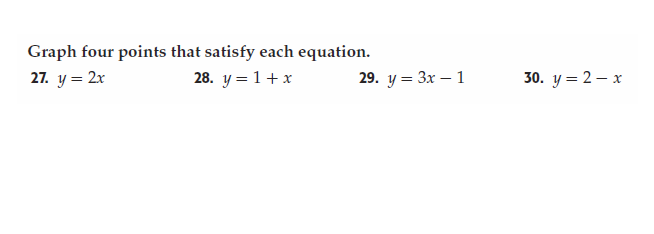 Graph four points that satisfy each equation.
27. y = 2x 28. y = 1 + x 29. y = 3x − 1 30. y = 2 − x